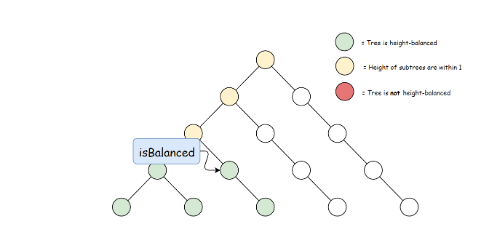 = Tree is height-balanced
= Height of subtrees are within 1
= Tree is not height-balanced
isBalanced